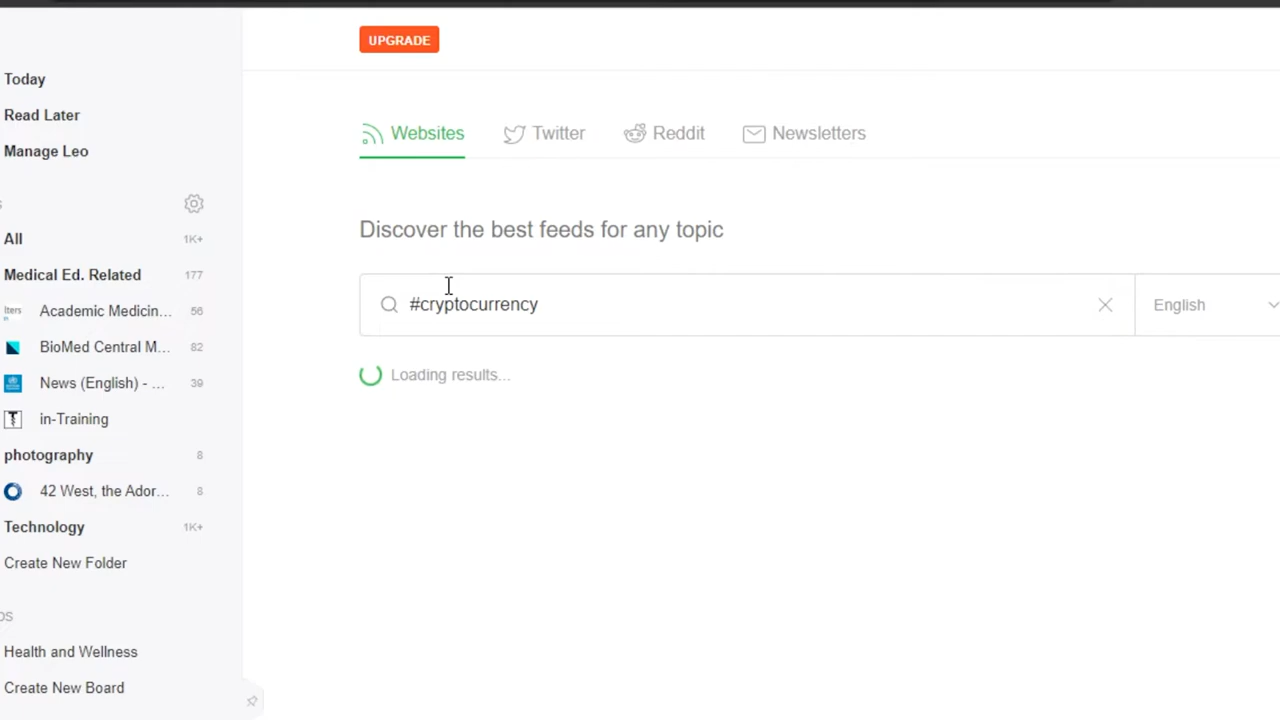 UPGRADE
Today
Read Later
Manage Leo
Websites
Twitter
Reddit
Newsletters
Discover the best feeds for any topic
#cryptocurrency
English
Loading results...
All 1K+
Medical Ed. Related 177
Academic Medicin... 56
BioMed Central M... 82
News (English) - ... 39
in-Training
photography 8
42 West, the Ador... 8
Technology 1K+
Create New Folder
Health and Wellness
Create New Board